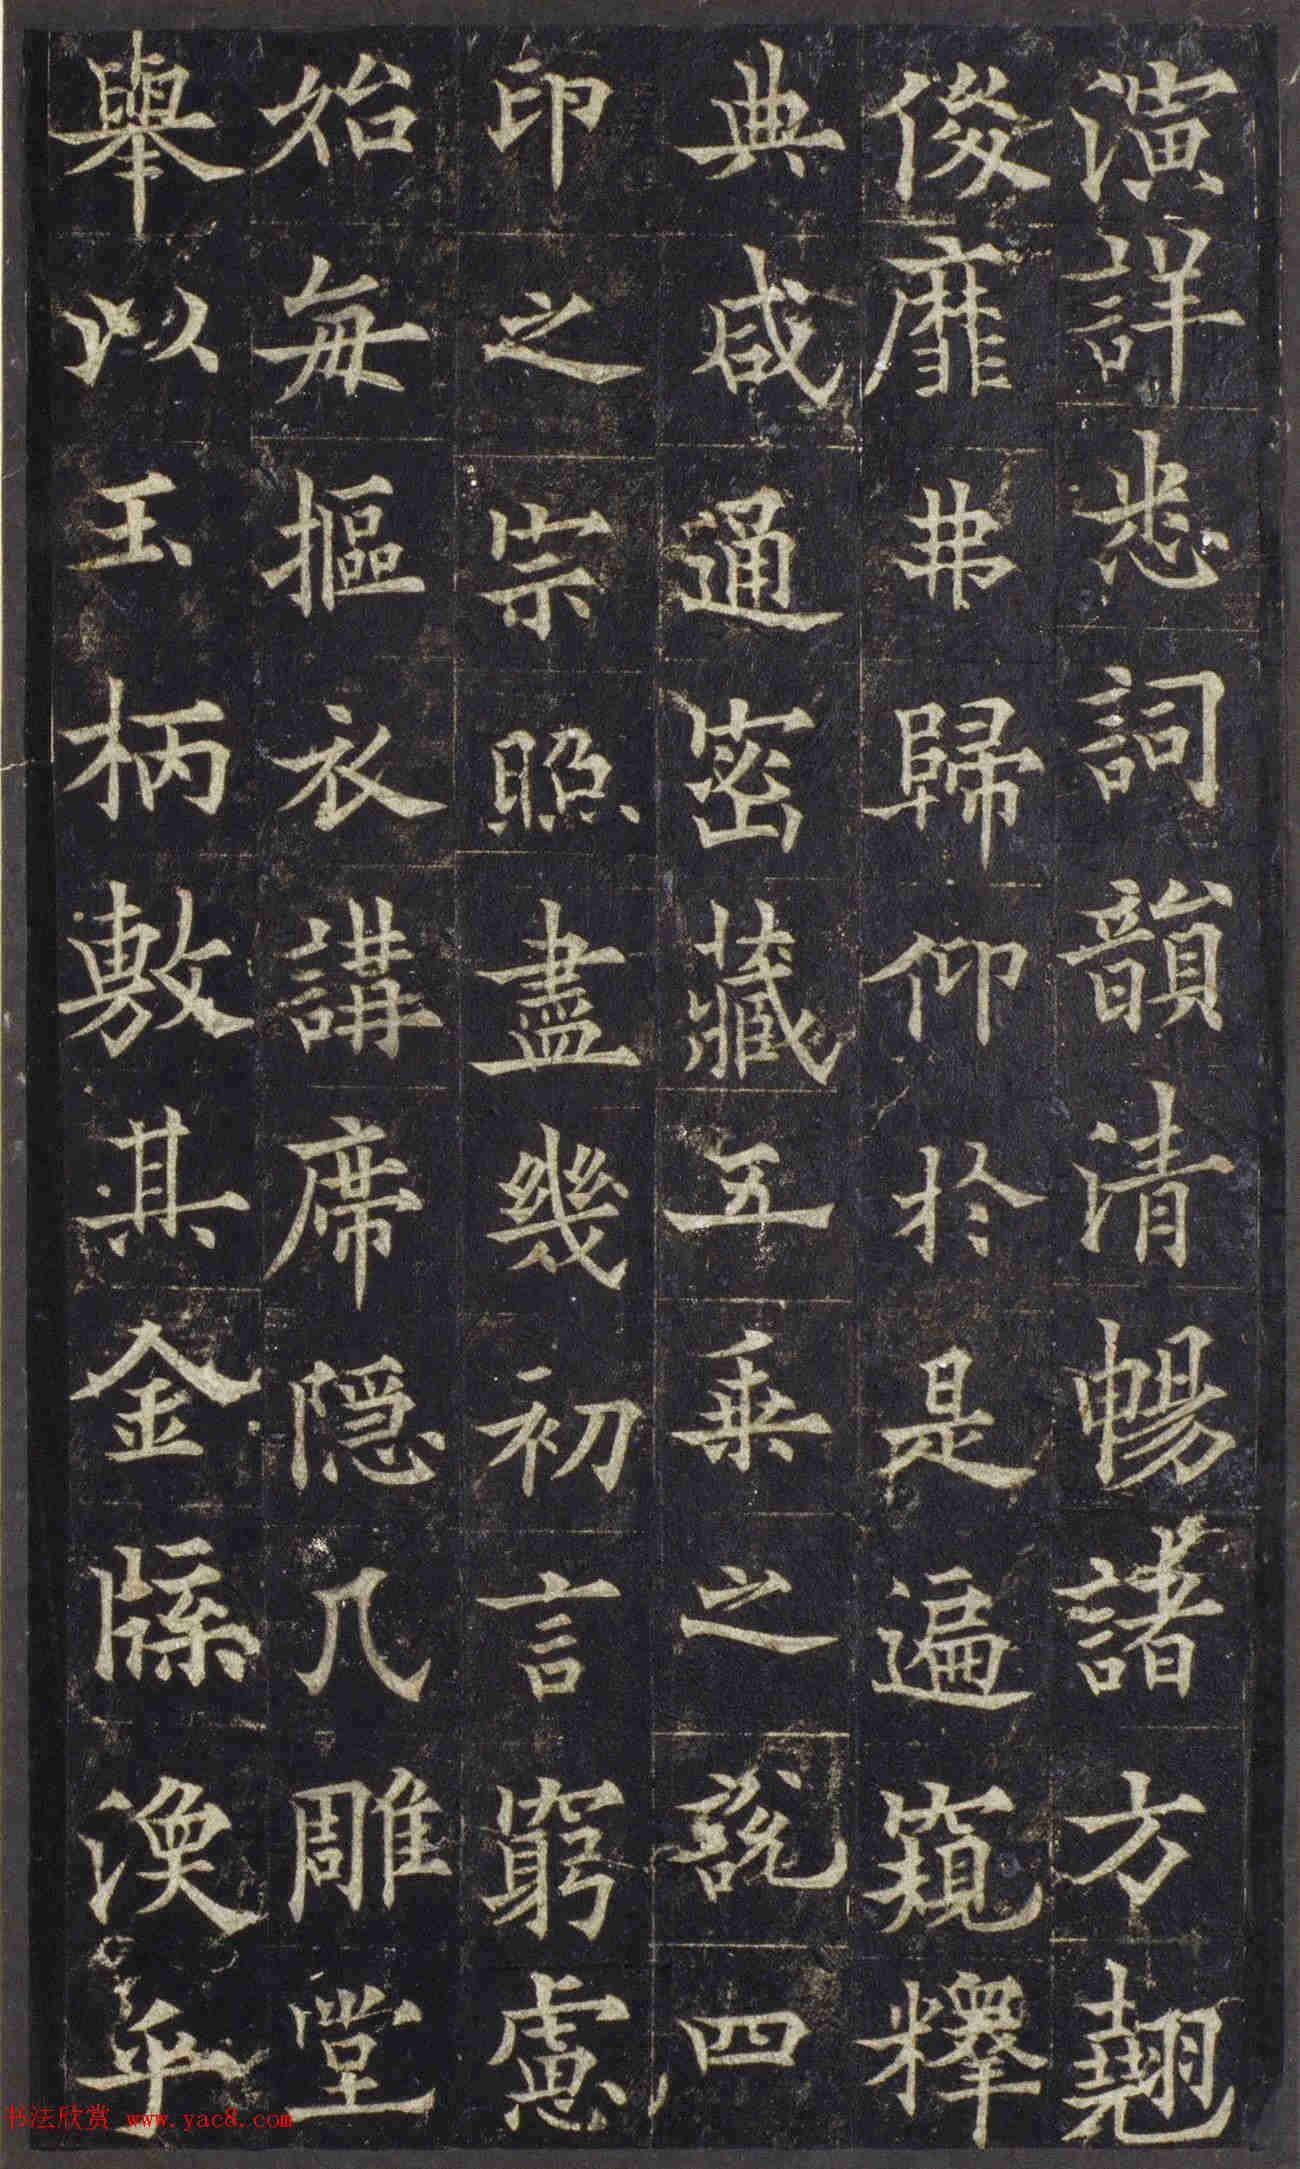 演詳悉詞韻清暢諸方翹
俊靡弗歸仰於是遍窺釋
典咸通密藏五乘之説四
印之宗照盡幾初言窮慮
始每摳衣講席隱几雕堂
舉以玉柄敷其金牒渙乎
书法欣赏 www.yac8.com